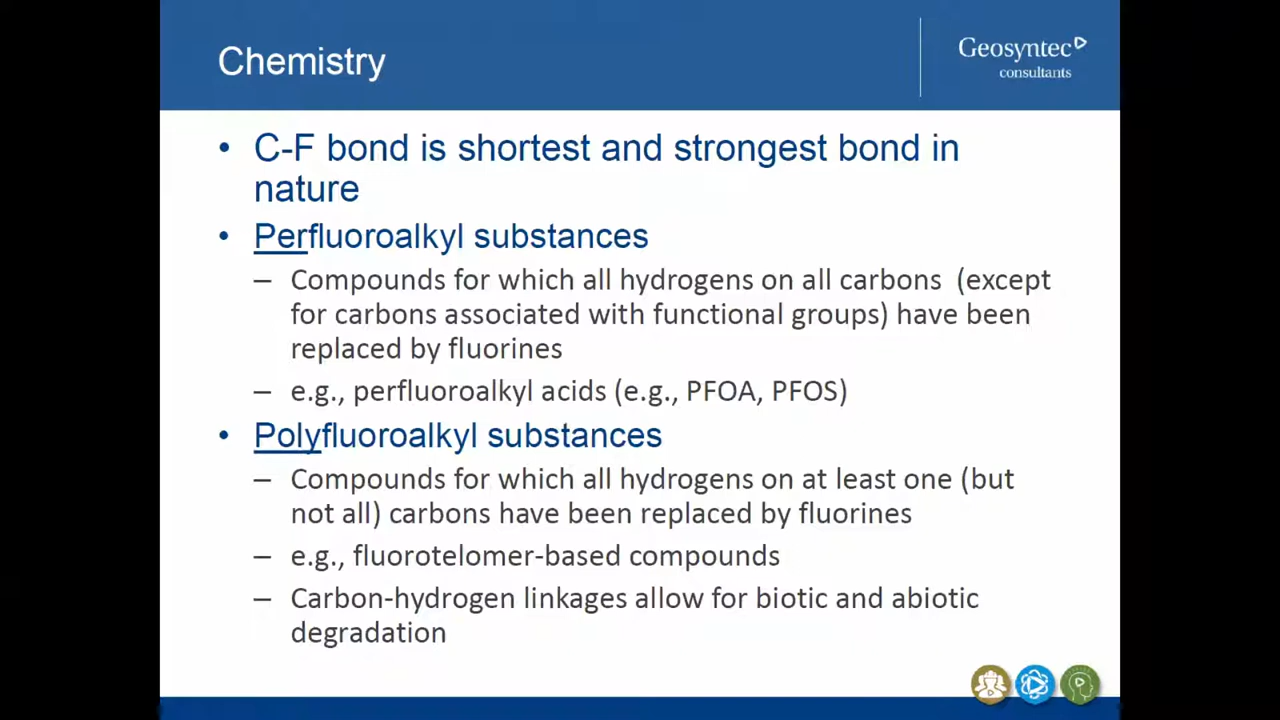 Chemistry
Geosyntec
consultants
• C-F bond is shortest and strongest bond in
nature
• Perfluoroalkyl substances
– Compounds for which all hydrogens on all carbons (except
for carbons associated with functional groups) have been
replaced by fluorines
– e.g., perfluoroalkyl acids (e.g., PFOA, PFOS)
• Polyfluoroalkyl substances
– Compounds for which all hydrogens on at least one (but
not all) carbons have been replaced by fluorines
– e.g., fluorotelomer-based compounds
– Carbon-hydrogen linkages allow for biotic and abiotic
degradation